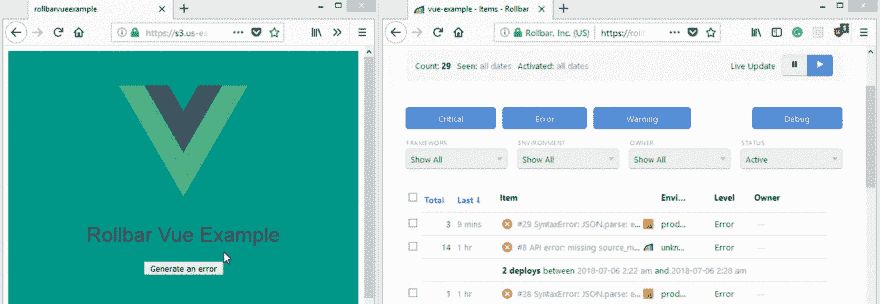 rollbarvueexample
https://s3.us-ea
Rollbar Vue Example
Generate an error
vue-example - Items - Rollbar
Rollbar, Inc. (US) https://roll
Count: 29 Seen: all dates Activated: all dates Live Update
Critical Error Warning Debug
FRAMEWORK ENVIRONMENT OWNER STATUS
Show All Show All Show All Active
Total Last ↓ Item Envi... Level Owner
3 9 mins #29 SyntaxError: JSON.parse: e... prod... Error —
14 1 hr #8 API error: missing source_m... unkn... Error —
2 deploys between 2018-07-06 2:22 am and 2018-07-06 2:28 am
1 1 hr #28 SyntaxError: JSON.parse: e... prod... Error —